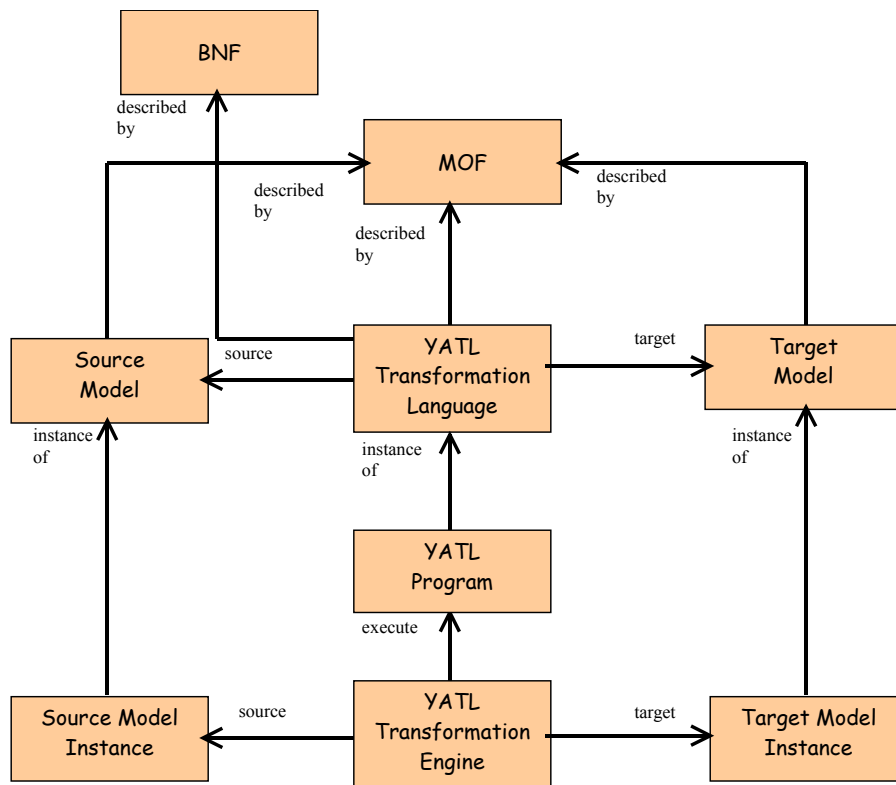 BNF
described
by
MOF
described
by
described
by
described
by
Source
Model
source
YATL
Transformation
Language
target
Target
Model
instance
of
instance
of
instance
of
YATL
Program
execute
Source Model
Instance
source
YATL
Transformation
Engine
target
Target Model
Instance